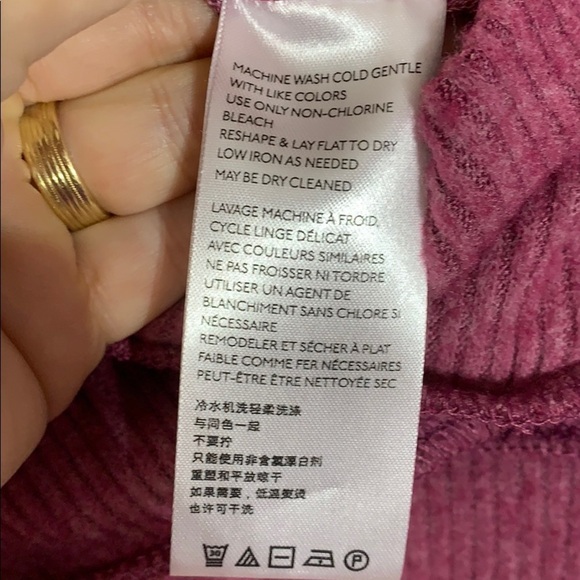 MACHINE WASH COLD GENTLE
WITH LIKE COLORS
USE ONLY NON-CHLORINE
BLEACH
RESHAPE & LAY FLAT TO DRY
LOW IRON AS NEEDED
MAY BE DRY CLEANED
LAVAGE MACHINE À FROID,
CYCLE LINGE DÉLICAT
AVEC COULEURS SIMILAIRES
NE PAS FROISSER NI TORDRE
UTILISER UN AGENT DE
BLANCHIMENT SANS CHLORE SI
NÉCESSAIRE
REMODELER ET SÉCHER À PLAT
FAIBLE COMME FER NÉCESSAIRES
PEUT-ÊTRE ÊTRE NETTOYÉE SEC
冷水机洗轻柔洗涤
与同色一起
不要拧
只能使用非含氯漂白剂
重塑和平放晾干
如果需要，低温熨烫
也许可干洗
30 P